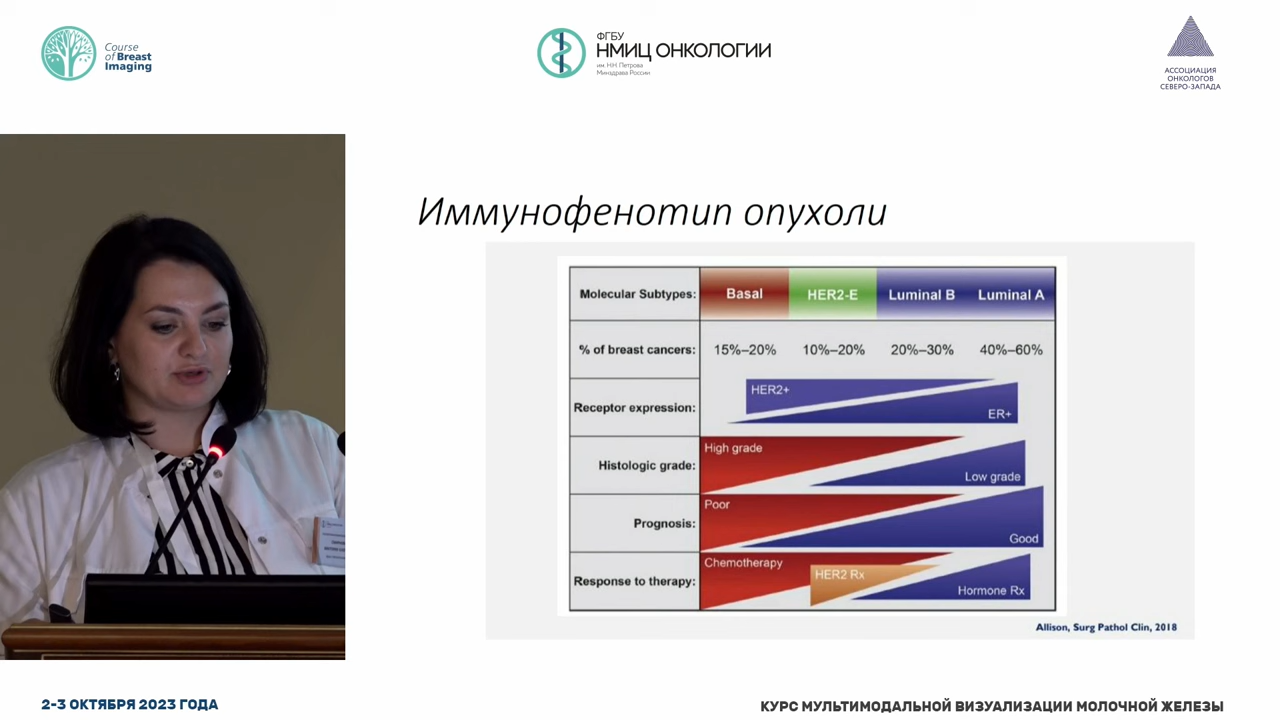 Course
of Breast
Imaging
ФГБУ
НМИЦ ОНКОЛОГИИ
им. Н.Н. Петрова
Минздрава России
АССОЦИАЦИЯ
ОНКОЛОГОВ
СЕВЕРО-ЗАПАДА
Иммунофенотип опухоли
Molecular Subtypes: Basal HER2-E Luminal B Luminal A
% of breast cancers: 15%–20% 10%–20% 20%–30% 40%–60%
Receptor expression: HER2+ ER+
Histologic grade: High grade Low grade
Prognosis: Poor Good
Response to therapy: Chemotherapy HER2 Rx Hormone Rx
Allison, Surg Pathol Clin, 2018
2-3 ОКТЯБРЯ 2023 ГОДА
КУРС МУЛЬТИМОДАЛЬНОЙ ВИЗУАЛИЗАЦИИ МОЛОЧНОЙ ЖЕЛЕЗЫ